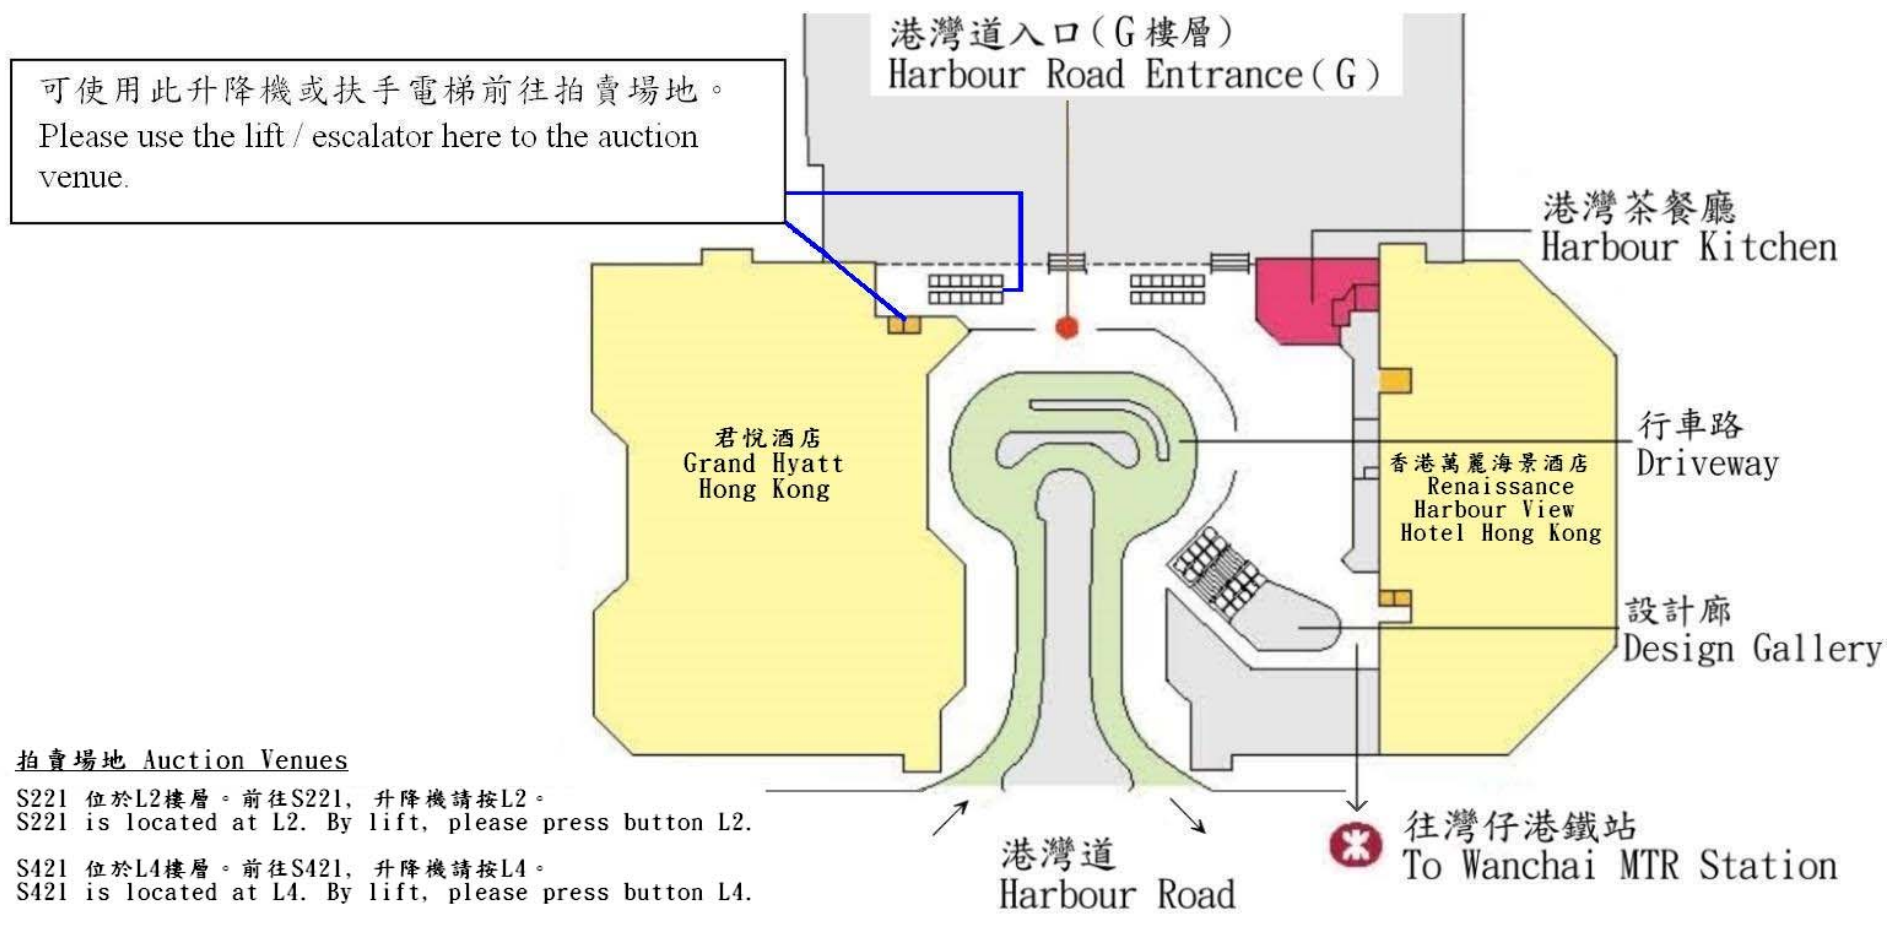 港灣道入口(G樓層)
Harbour Road Entrance(G)
可使用此升降機或扶手電梯前往拍賣場地。
Please use the lift / escalator here to the auction
venue.
港灣茶餐廳
Harbour Kitchen
君悅酒店
Grand Hyatt
Hong Kong
行車路
Driveway
香港萬麗海景酒店
Renaissance
Harbour View
Hotel Hong Kong
設計廊
Design Gallery
拍賣場地 Auction Venues
S221 位於L2樓層。前往S221, 升降機請按L2。
S221 is located at L2. By lift, please press button L2.
S421 位於L4樓層。前往S421, 升降機請按L4。
S421 is located at L4. By lift, please press button L4.
港灣道
Harbour Road
往灣仔港鐵站
To Wanchai MTR Station